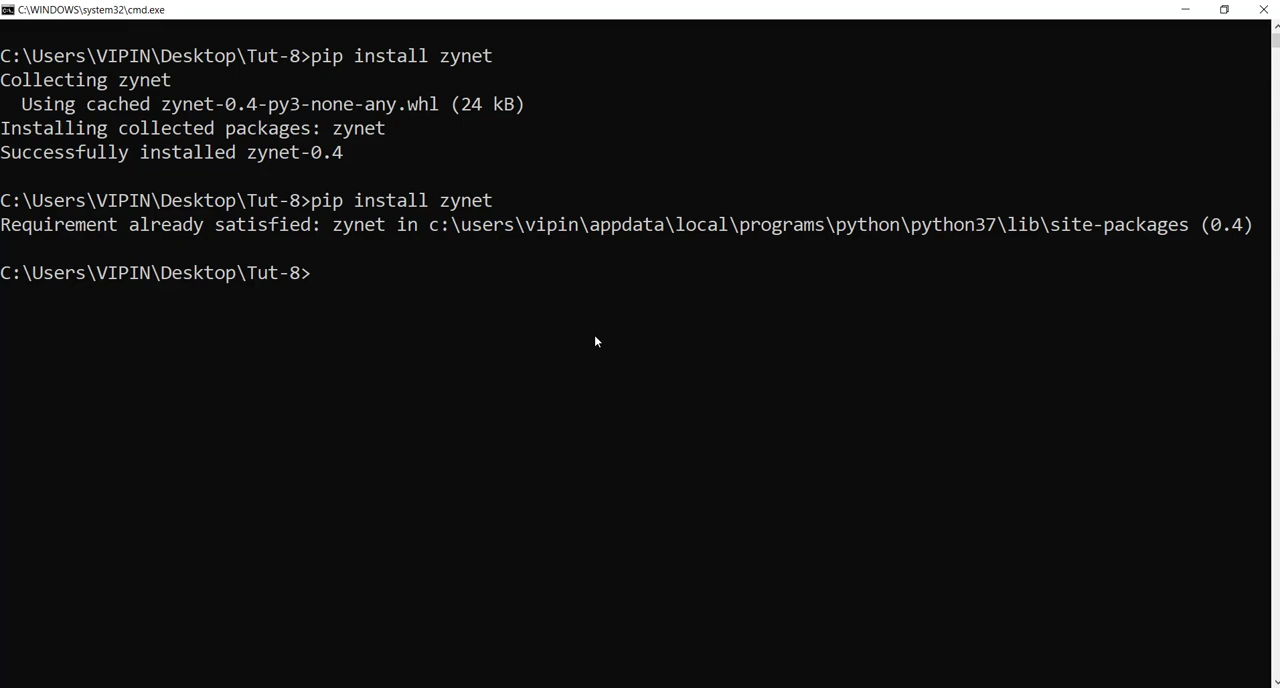 C:\WINDOWS\system32\cmd.exe
C:\Users\VIPIN\Desktop\Tut-8>pip install zynet
Collecting zynet
  Using cached zynet-0.4-py3-none-any.whl (24 kB)
Installing collected packages: zynet
Successfully installed zynet-0.4
C:\Users\VIPIN\Desktop\Tut-8>pip install zynet
Requirement already satisfied: zynet in c:\users\vipin\appdata\local\programs\python\python37\lib\site-packages (0.4)
C:\Users\VIPIN\Desktop\Tut-8>